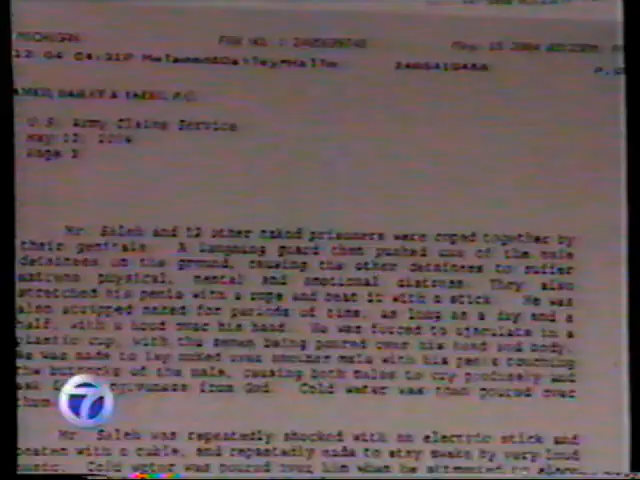 MICHIGAN FAX NO.
U.S. Army Claims Service
May 12, 2004
Page 3
Mr. Saleh and 12 other naked prisoners were roped together by
their genitals. A laughing guard then pushed one of the male
detainees to the ground, causing the other detainees to suffer
extreme physical, mental and emotional distress. They also
stretched his penis with a rope and beat it with a stick. He was
also stripped naked for periods of time, as long as a day and a
half, with a hood over his head. He was forced to ejaculate in a
plastic cup, with the semen being poured over his head and body.
He was made to lay naked over another male with his penis touching
the buttocks of the male, causing both males to cry profusely and
ask forgiveness from God. Cold water was then poured over
them
7
Mr. Saleh was repeatedly shocked with an electric stick and
beaten with a cable, and repeatedly made to stay awake by very loud
music. Cold water was poured over him when he attempted to sleep